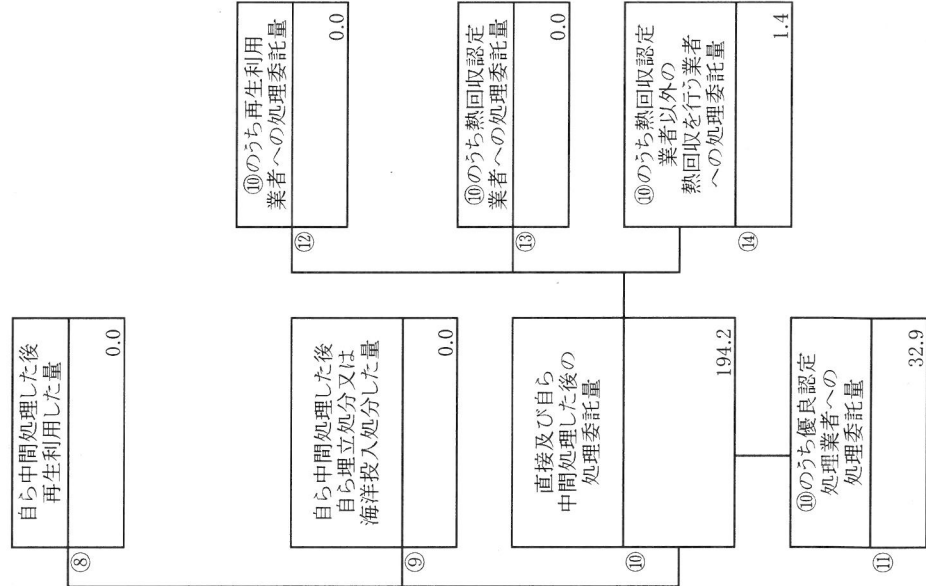 ⑧
自ら中間処理した後
再生利用した量
0.0
⑨
自ら中間処理した後
自ら埋立処分又は
海洋投入処分した量
0.0
⑩
直接及び自ら
中間処理した後の
処理委託量
194.2
⑪
⑩のうち優良認定
処理業者への
処理委託量
32.9
⑫
⑩のうち再生利用
業者への処理委託量
0.0
⑬
⑩のうち熱回収認定
業者への処理委託量
0.0
⑭
⑩のうち熱回収認定
業者以外の
熱回収を行う業者
への処理委託量
1.4